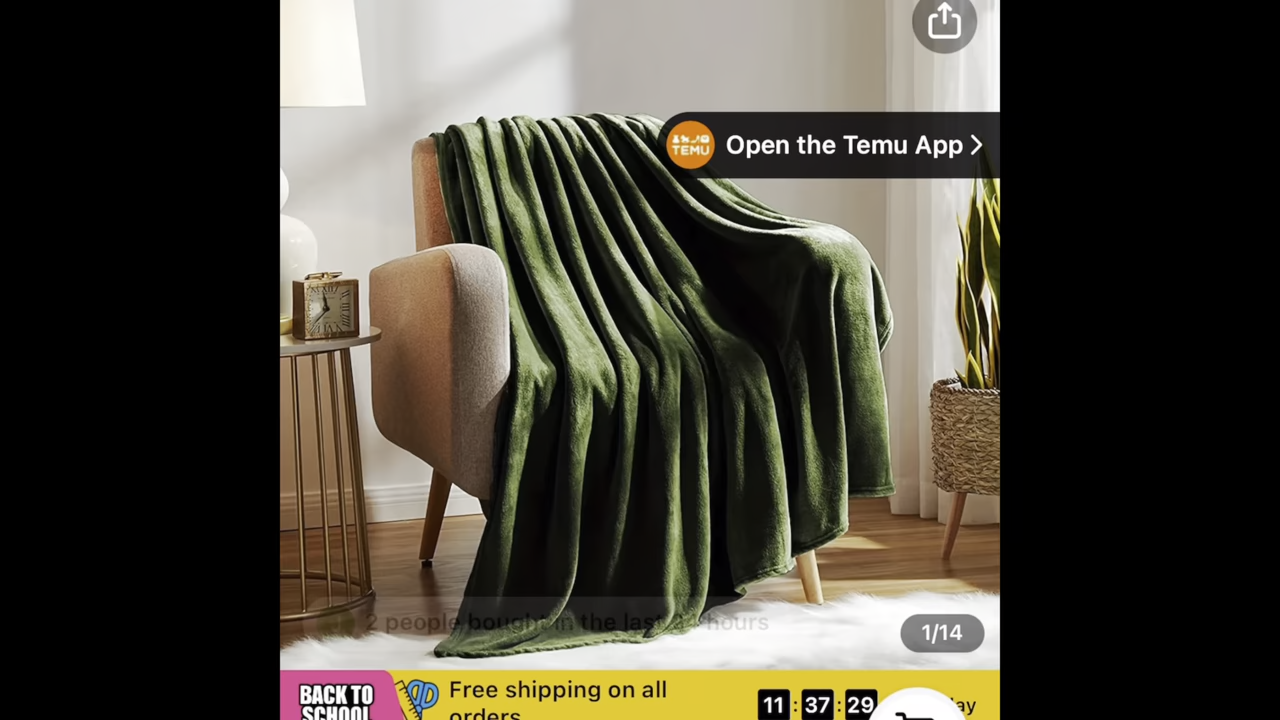 TEMU
Open the Temu App
2 people bought in the last hours
1/14
BACK TO
SCHOOL
Free shipping on all
orders
11:37:29